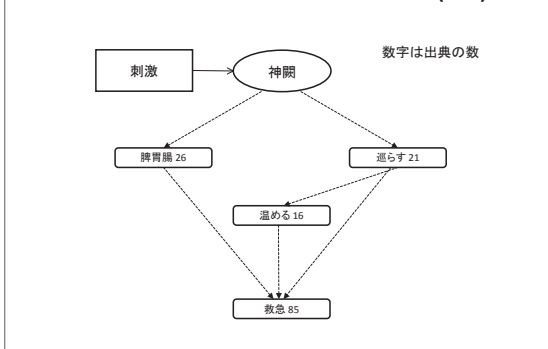 数字は出典の数
刺激
神闕
脾胃腸 26
巡らす 21
温める 16
救急 85